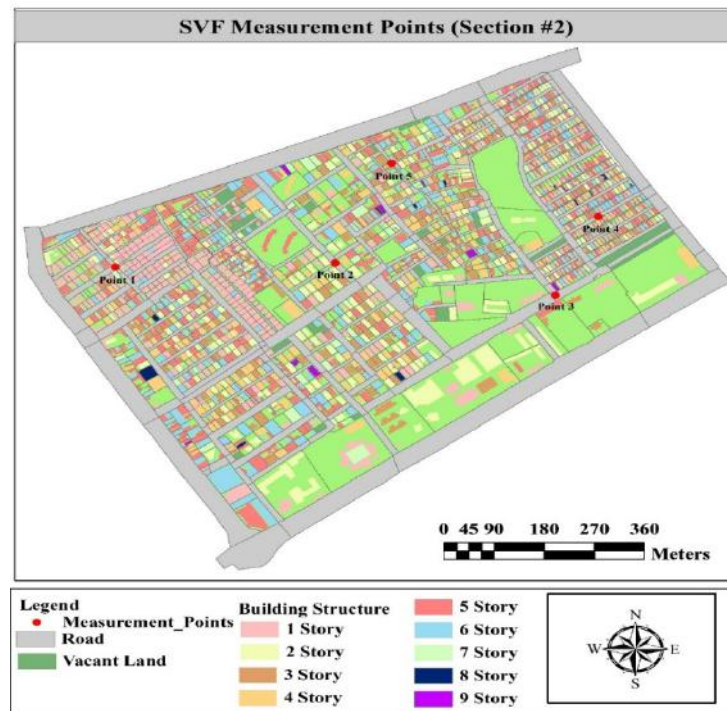 SVF Measurement Points (Section #2)
Point 5
Point 4
Point 1
Point 2
Point 3
0 45 90 180 270 360
Meters
Legend
Measurement_Points
Road
Vacant Land
Building Structure
1 Story
2 Story
3 Story
4 Story
5 Story
6 Story
7 Story
8 Story
9 Story
N
W E
S